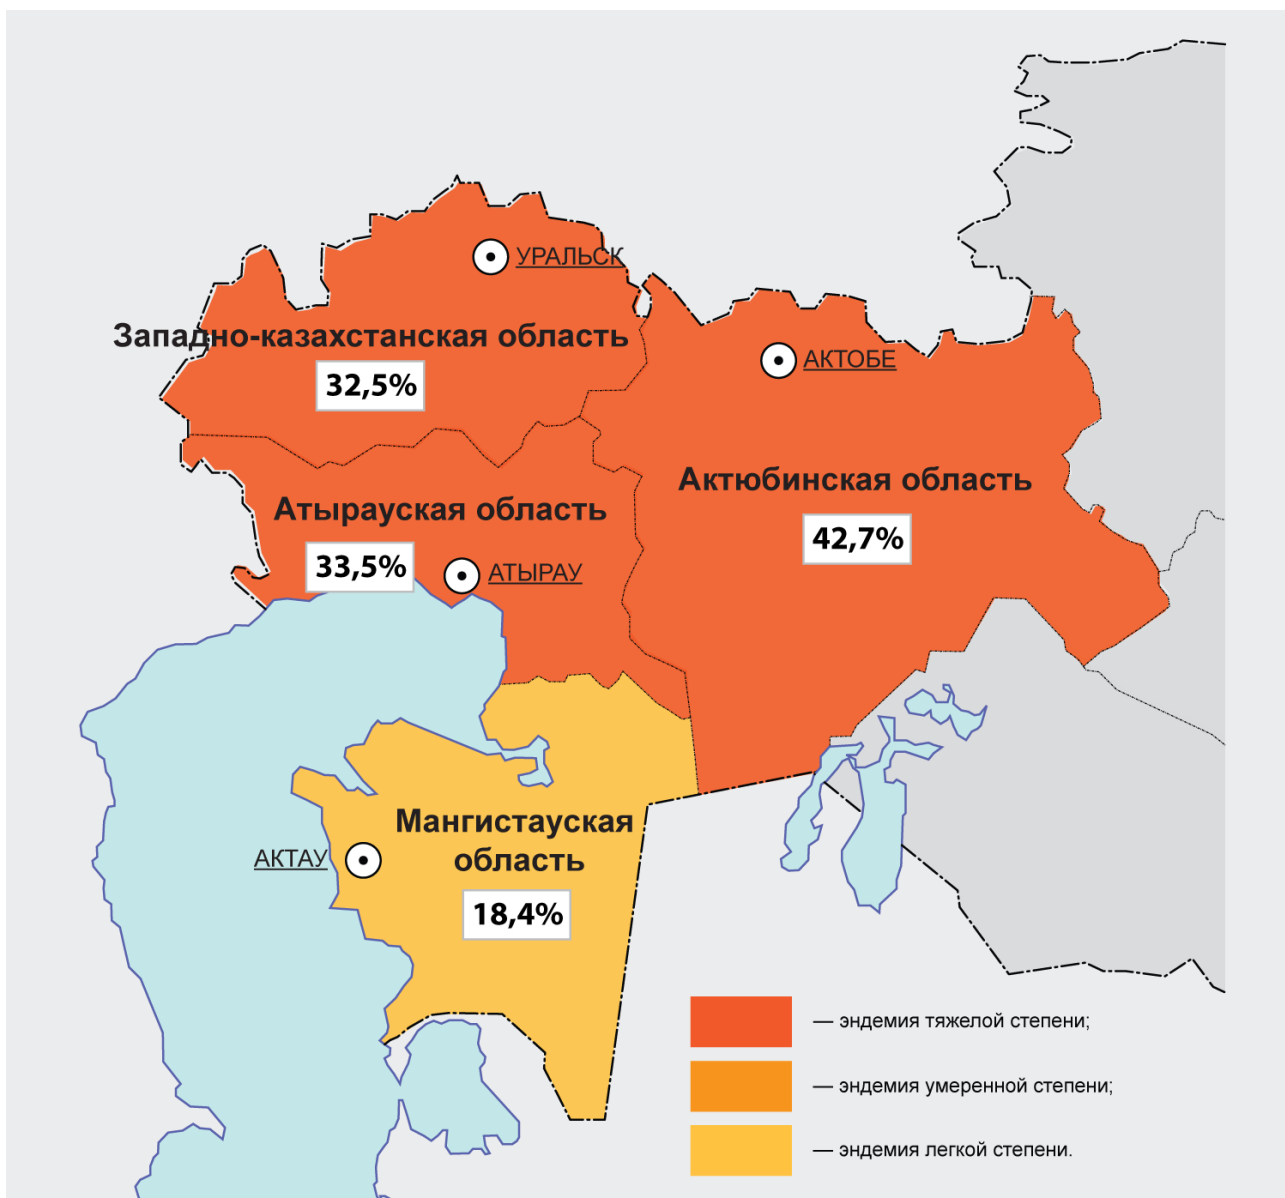 УРАЛЬСК
Западно-казахстанская область
32,5%
АКТОБЕ
Актюбинская область
42,7%
Атырауская область
33,5%
АТЫРАУ
Мангистауская
область
АКТАУ
18,4%
— эндемия тяжелой степени;
— эндемия умеренной степени;
— эндемия легкой степени.